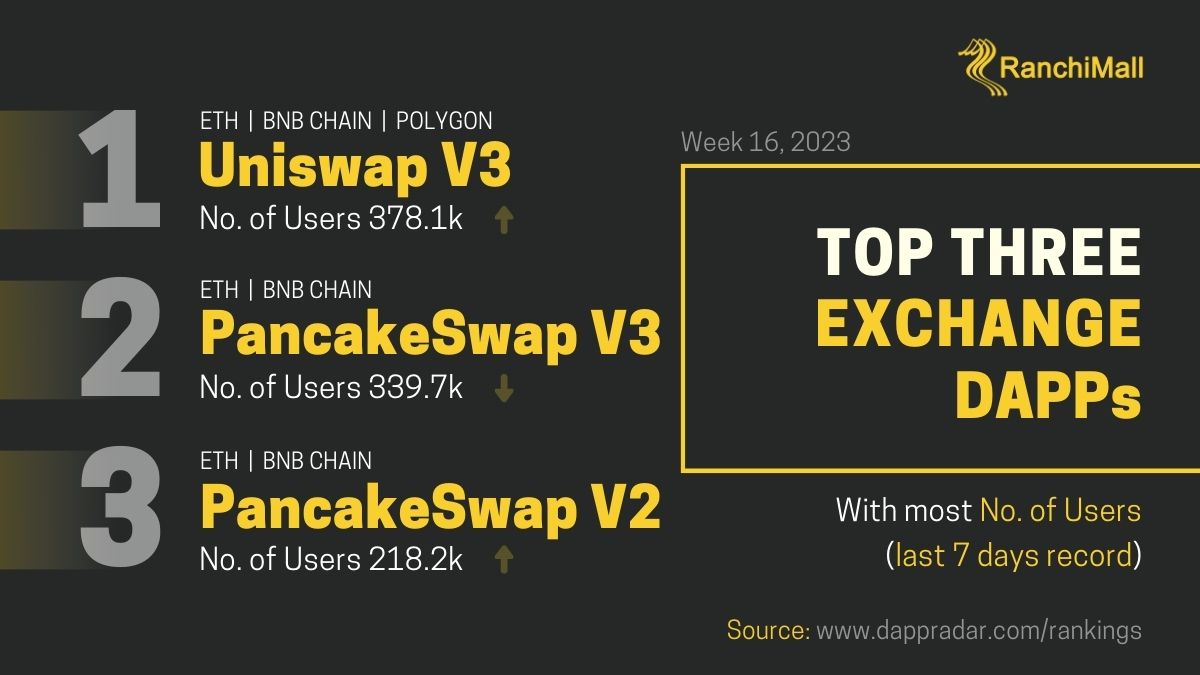 RanchiMall
1
ETH | BNB CHAIN | POLYGON
Uniswap V3
No. of Users 378.1k
2
ETH | BNB CHAIN
PancakeSwap V3
No. of Users 339.7k
3
ETH | BNB CHAIN
PancakeSwap V2
No. of Users 218.2k
Week 16, 2023
TOP THREE
EXCHANGE
DAPPs
With most No. of Users
(last 7 days record)
Source: www.dappradar.com/rankings